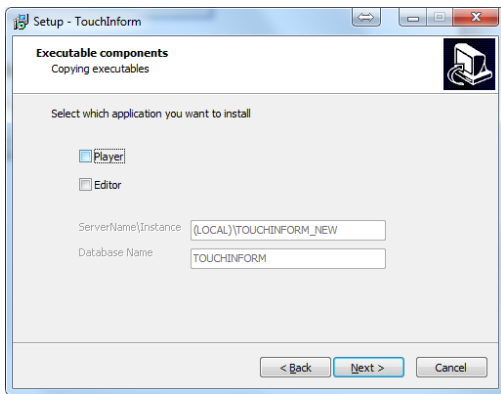 Setup - TouchInform
Executable components
Copying executables
Select which application you want to install
Player
Editor
ServerName\Instance (LOCAL)\TOUCHINFORM_NEW
Database Name TOUCHINFORM
< Back Next > Cancel